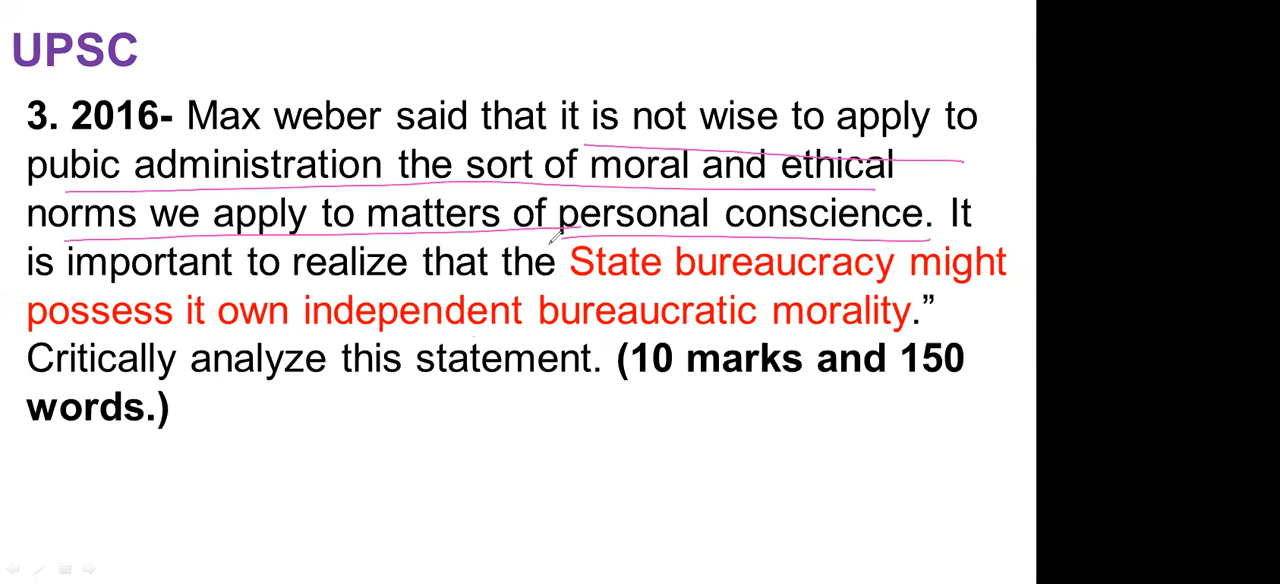 UPSC
3. 2016- Max weber said that it is not wise to apply to
pubic administration the sort of moral and ethical
norms we apply to matters of personal conscience. It
is important to realize that the State bureaucracy might
possess it own independent bureaucratic morality.”
Critically analyze this statement. (10 marks and 150
words.)